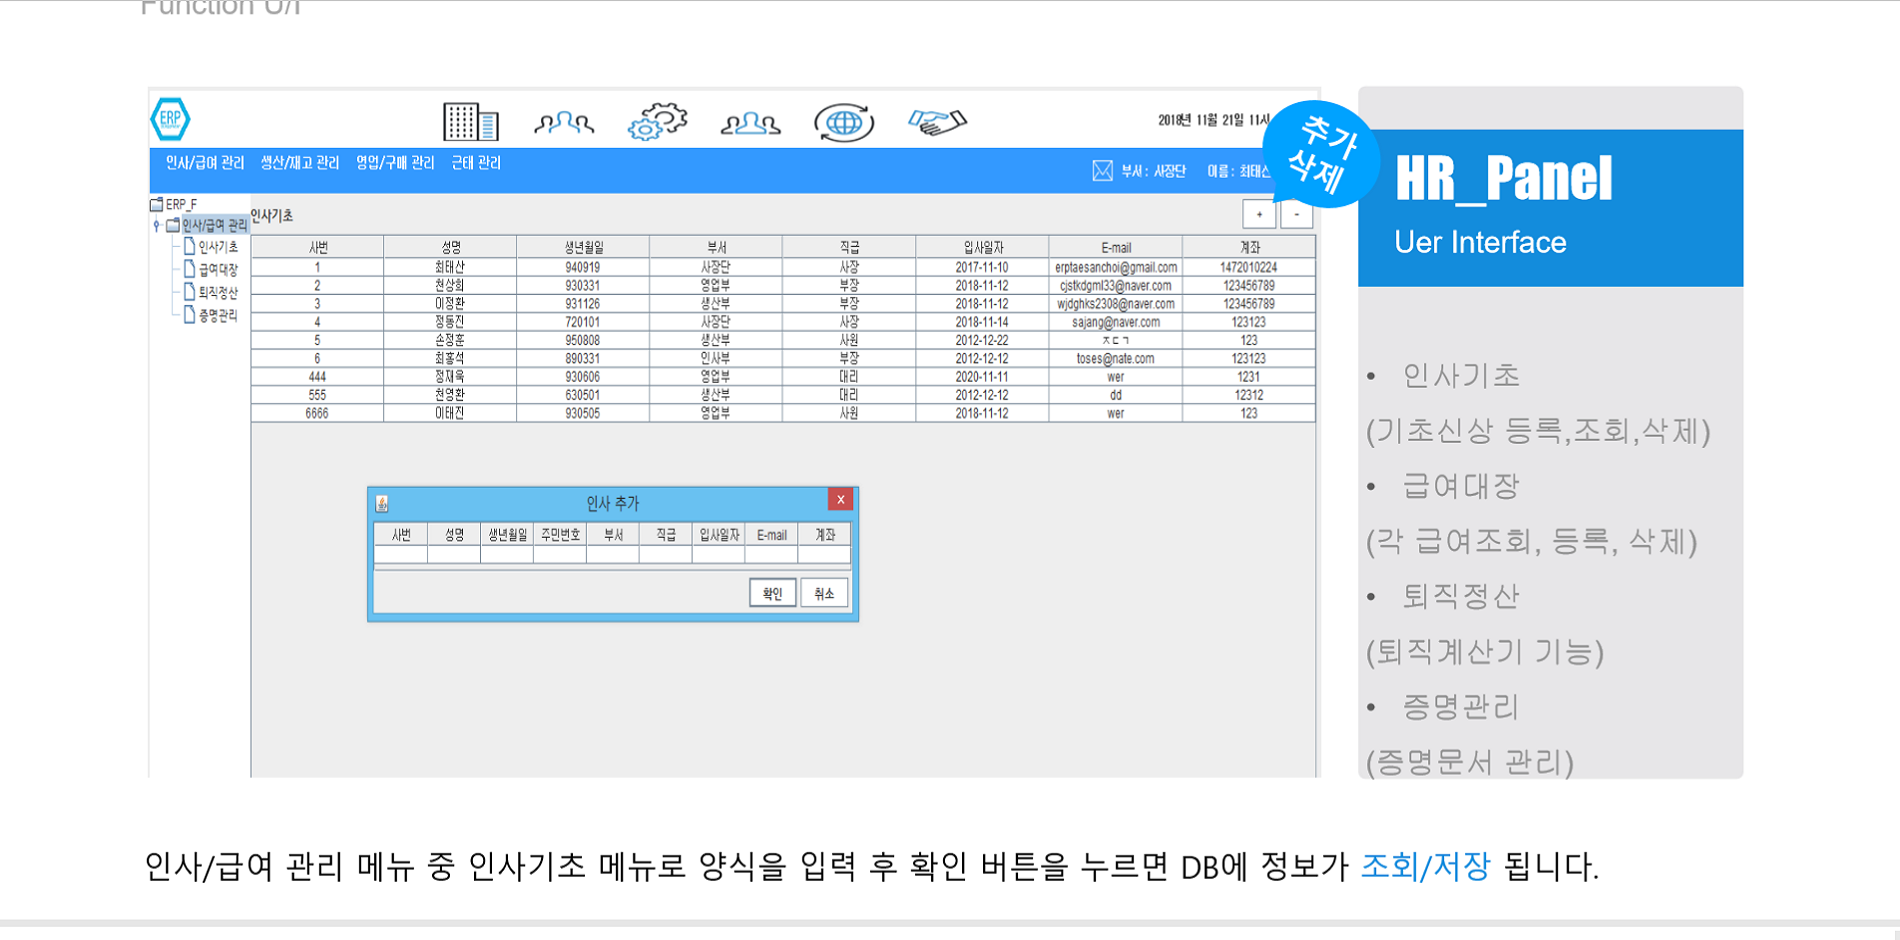 Function U/I
ERP
2018년 11월 21일 11시
추가
삭제
인사/급여 관리 생산/재고 관리 영업/구매 관리 근태 관리
부서 : 사장단 이름 : 최태산
ERP_F
인사/급여 관리
인사기초
급여대장
퇴직정산
증명관리
인사기초
+ -
사번 성명 생년월일 부서 직급 입사일자 E-mail 계좌
1 최태산 940919 사장단 사장 2017-11-10 erptaesanchoi@gmail.com 1472010224
2 천상희 930331 영업부 부장 2018-11-12 cjstkdgml33@naver.com 123456789
3 이정환 931126 생산부 부장 2018-11-12 wjdghks2308@naver.com 123456789
4 정동진 720101 사장단 사장 2018-11-14 sajang@naver.com 123123
5 손정훈 950808 생산부 사원 2012-12-22 ㅈㄷㄱ 123
6 최홍석 890331 인사부 부장 2012-12-12 toses@nate.com 123123
444 정재욱 930606 영업부 대리 2020-11-11 wer 1231
555 천영환 630501 생산부 대리 2012-12-12 dd 12312
6666 이태진 930505 영업부 사원 2018-11-12 wer 123
인사 추가
x
사번 성명 생년월일 주민번호 부서 직급 입사일자 E-mail 계좌
확인 취소
HR_Panel
Uer Interface
• 인사기초
(기초신상 등록,조회,삭제)
• 급여대장
(각 급여조회, 등록, 삭제)
• 퇴직정산
(퇴직계산기 기능)
• 증명관리
(증명문서 관리)
인사/급여 관리 메뉴 중 인사기초 메뉴로 양식을 입력 후 확인 버튼을 누르면 DB에 정보가 조회/저장 됩니다.